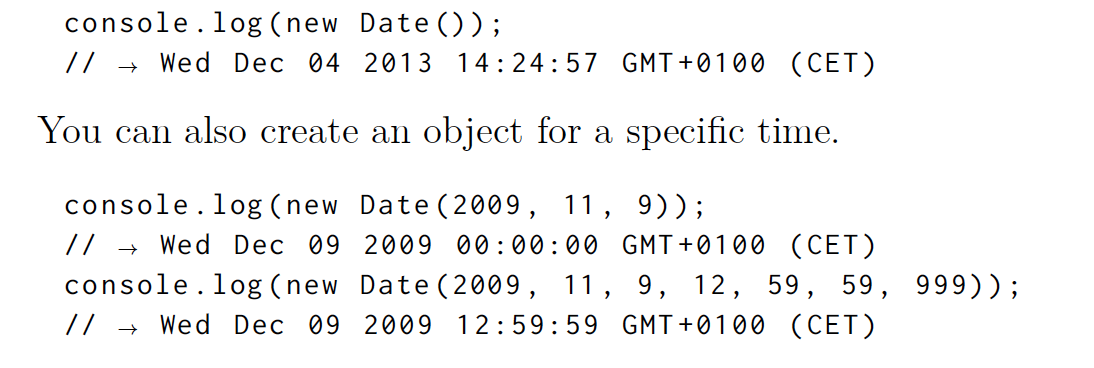 console.log(new Date());
// → Wed Dec 04 2013 14:24:57 GMT+0100 (CET)
You can also create an object for a specific time.
console.log(new Date(2009, 11, 9));
// → Wed Dec 09 2009 00:00:00 GMT+0100 (CET)
console.log(new Date(2009, 11, 9, 12, 59, 59, 999));
// → Wed Dec 09 2009 12:59:59 GMT+0100 (CET)